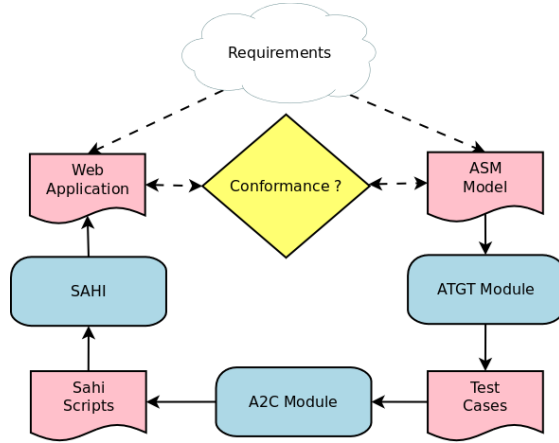 Requirements
Web
Application
Conformance ?
ASM
Model
SAHI
ATGT Module
Sahi
Scripts
A2C Module
Test
Cases